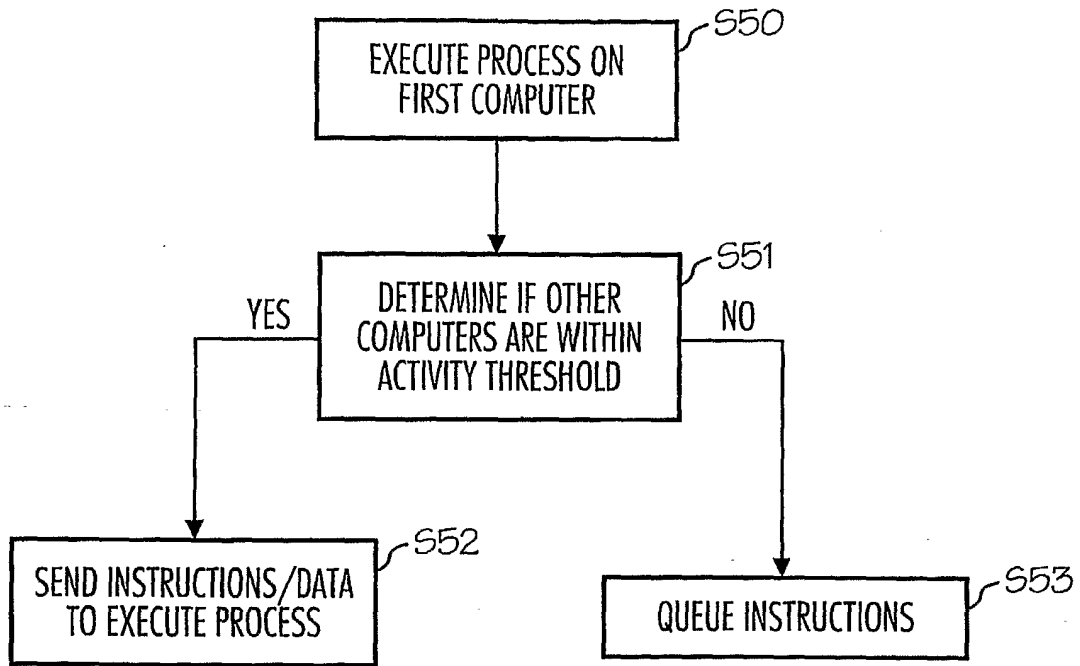 S50
EXECUTE PROCESS ON
FIRST COMPUTER
S51
DETERMINE IF OTHER
COMPUTERS ARE WITHIN
ACTIVITY THRESHOLD
YES
NO
S52
SEND INSTRUCTIONS/DATA
TO EXECUTE PROCESS
S53
QUEUE INSTRUCTIONS